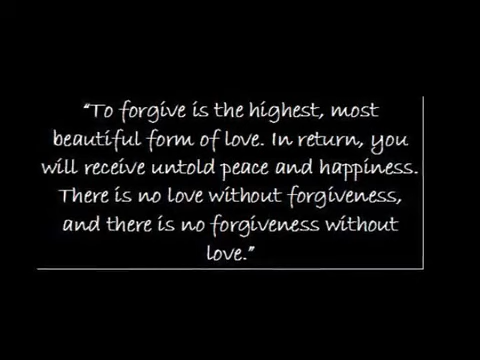 “To forgive is the highest, most
beautiful form of love. In return, you
will receive untold peace and happiness.
There is no love without forgiveness,
and there is no forgiveness without
love.”